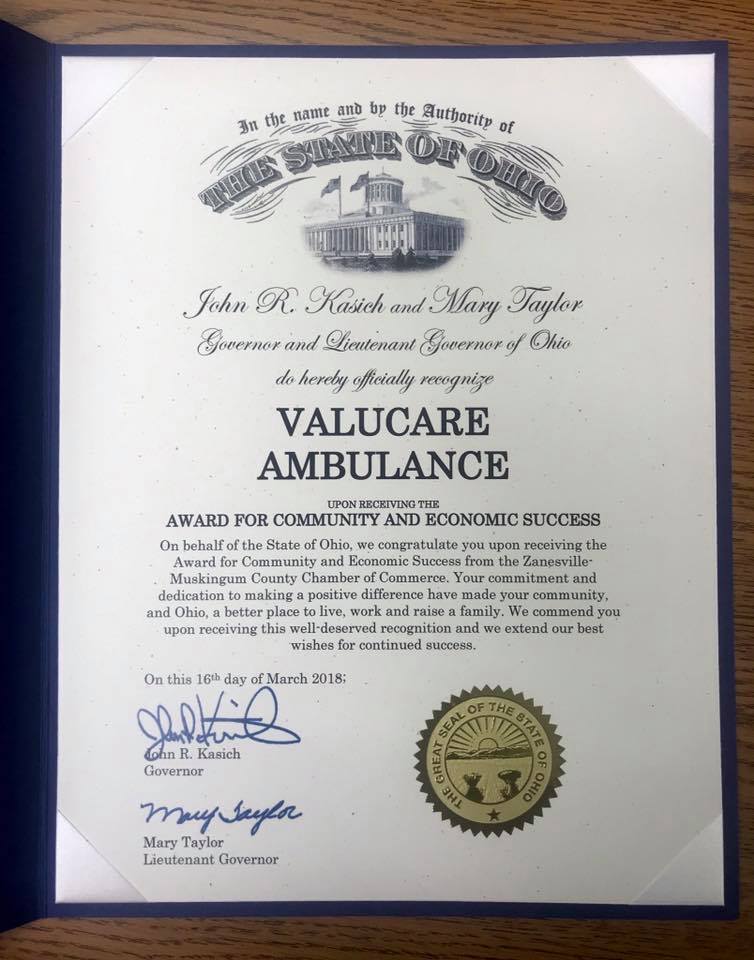 In the name and by the Authority of
THE STATE OF OHIO
John R. Kasich and Mary Taylor
Governor and Lieutenant Governor of Ohio
do hereby officially recognize
VALUCARE
AMBULANCE
UPON RECEIVING THE
AWARD FOR COMMUNITY AND ECONOMIC SUCCESS
On behalf of the State of Ohio, we congratulate you upon receiving the
Award for Community and Economic Success from the Zanesville-
Muskingum County Chamber of Commerce. Your commitment and
dedication to making a positive difference have made your community,
and Ohio, a better place to live, work and raise a family. We commend you
upon receiving this well-deserved recognition and we extend our best
wishes for continued success.
On this 16th day of March 2018;
John R. Kasich
John R. Kasich
Governor
Mary Taylor
Mary Taylor
Lieutenant Governor
THE GREAT SEAL OF THE STATE OF OHIO